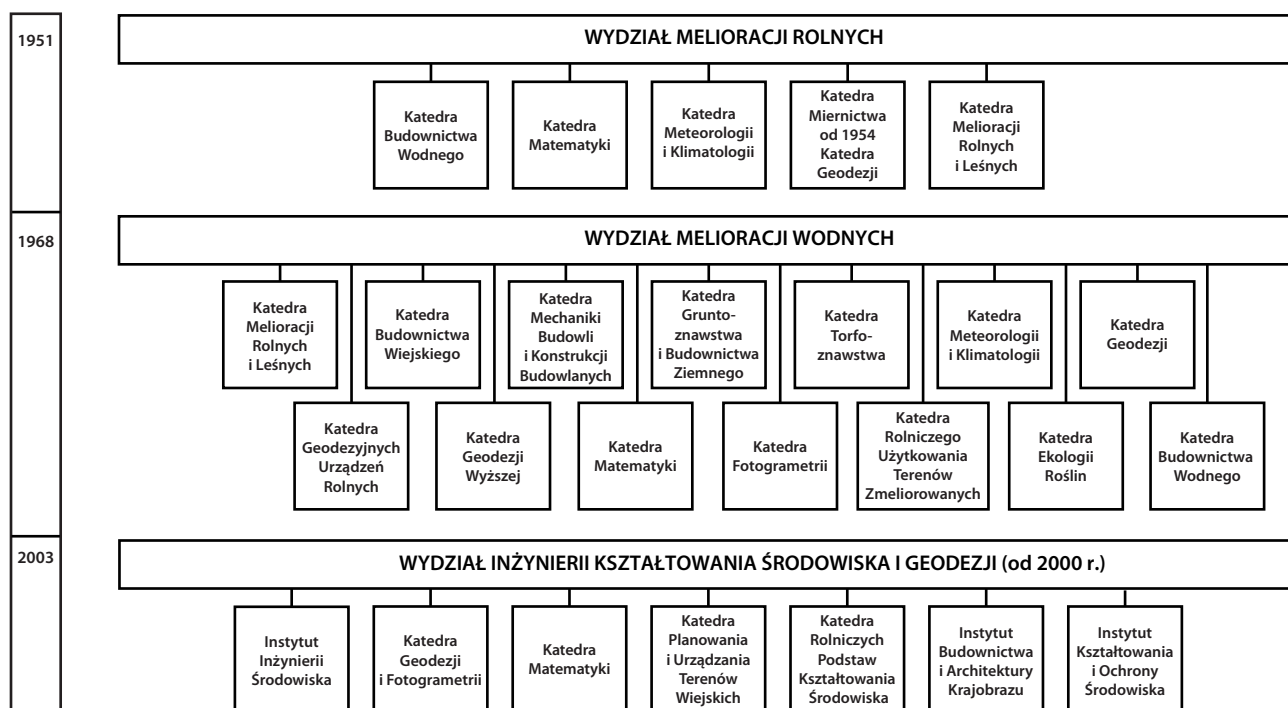 1951
WYDZIAŁ MELIORACJI ROLNYCH
Katedra
Budownictwa
Wodnego
Katedra
Matematyki
Katedra
Meteorologii
i Klimatologii
Katedra
Miernictwa
od 1954
Katedra
Geodezji
Katedra
Melioracji
Rolnych
i Leśnych
1968
WYDZIAŁ MELIORACJI WODNYCH
Katedra
Melioracji
Rolnych
i Leśnych
Katedra
Budownictwa
Wiejskiego
Katedra
Mechaniki
Budowli
i Konstrukcji
Budowlanych
Katedra
Grunto-
znawstwa
i Budownictwa
Ziemnego
Katedra
Torfo-
znawstwa
Katedra
Meteorologii
i Klimatologii
Katedra
Geodezji
Katedra
Geodezyjnych
Urządzeń
Rolnych
Katedra
Geodezji
Wyższej
Katedra
Matematyki
Katedra
Fotogrametrii
Katedra
Rolniczego
Użytkowania
Terenów
Zmeliorowanych
Katedra
Ekologii
Roślin
Katedra
Budownictwa
Wodnego
2003
WYDZIAŁ INŻYNIERII KSZTAŁTOWANIA ŚRODOWISKA I GEODEZJI (od 2000 r.)
Instytut
Inżynierii
Środowiska
Katedra
Geodezji
i Fotogrametrii
Katedra
Matematyki
Katedra
Planowania
i Urządzania
Terenów
Wiejskich
Katedra
Rolniczych
Podstaw
Kształtowania
Środowiska
Instytut
Budownictwa
i Architektury
Krajobrazu
Instytut
Kształtowania
i Ochrony
Środowiska